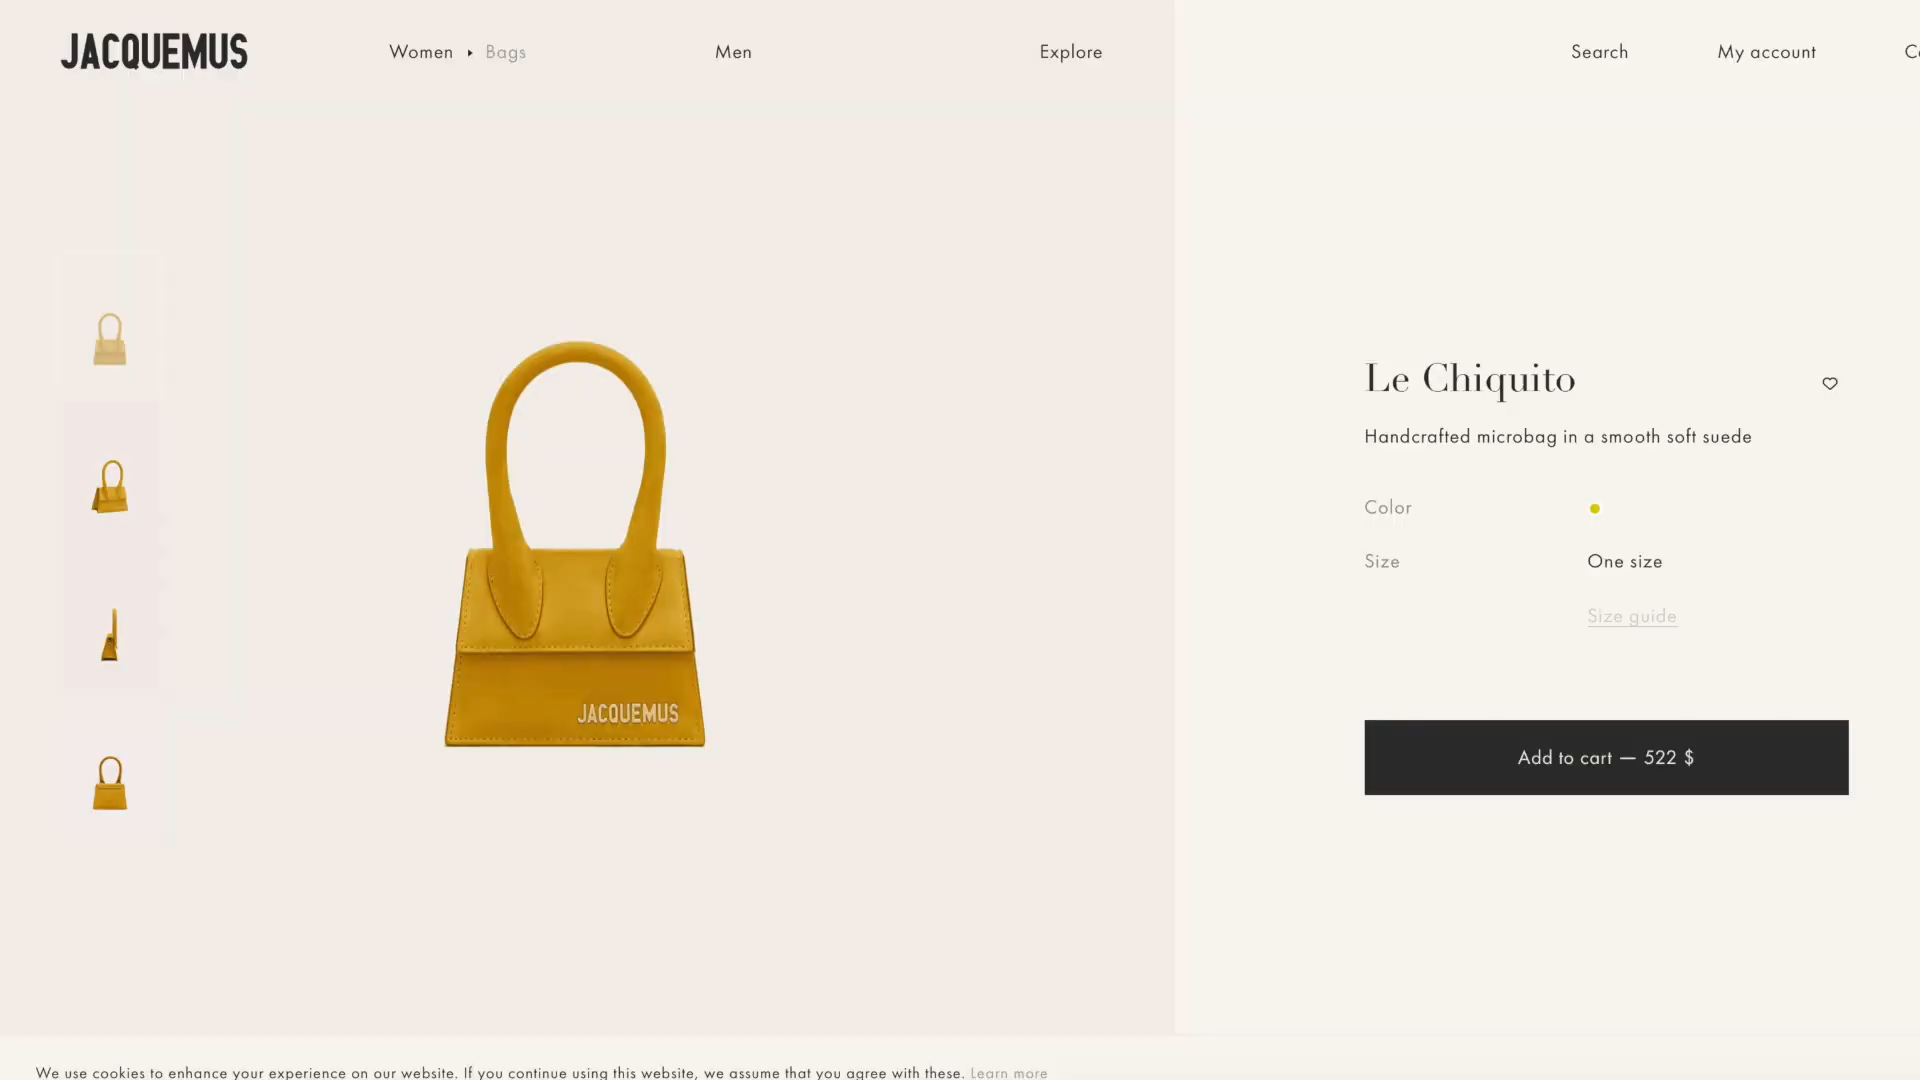 JACQUEMUS
Women ▸ Bags
Men
Explore
Search
My account
JACQUEMUS
Le Chiquito
Handcrafted microbag in a smooth soft suede
Color
Size
One size
Size guide
Add to cart — 522 $
We use cookies to enhance your experience on our website. If you continue using this website, we assume that you agree with these. Learn more